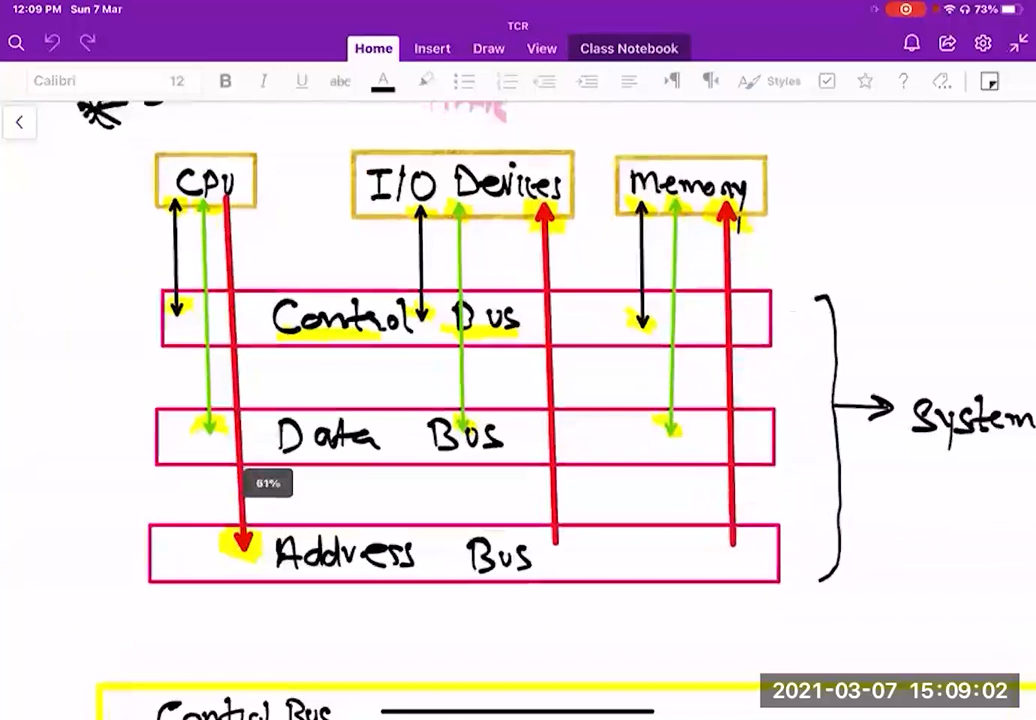 12:09 PM Sun 7 Mar 73%
TCR
Home Insert Draw View Class Notebook
Calibri 12 B I U abc A Styles
CPU I/O Devices Memory
Control Bus
Data Bus
61%
System
Address Bus
2021-03-07 15:09:02
Control Bus